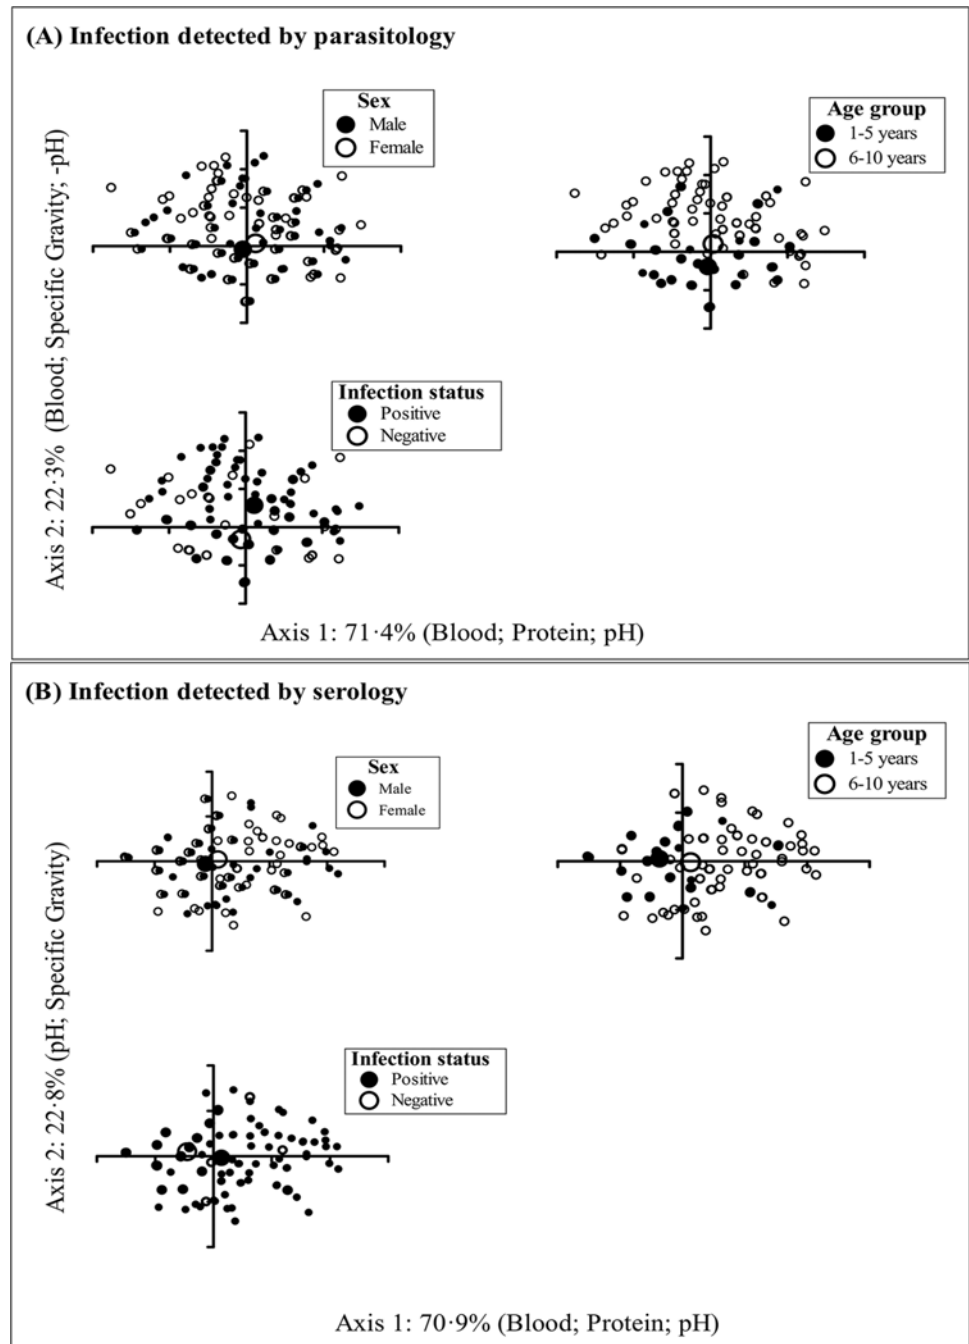 (A) Infection detected by parasitology
Sex
Male
Female
Age group
1-5 years
6-10 years
Infection status
Positive
Negative
Axis 2: 22·3% (Blood; Specific Gravity; -pH)
Axis 1: 71·4% (Blood; Protein; pH)
(B) Infection detected by serology
Sex
Male
Female
Age group
1-5 years
6-10 years
Infection status
Positive
Negative
Axis 2: 22·8% (pH; Specific Gravity)
Axis 1: 70·9% (Blood; Protein; pH)